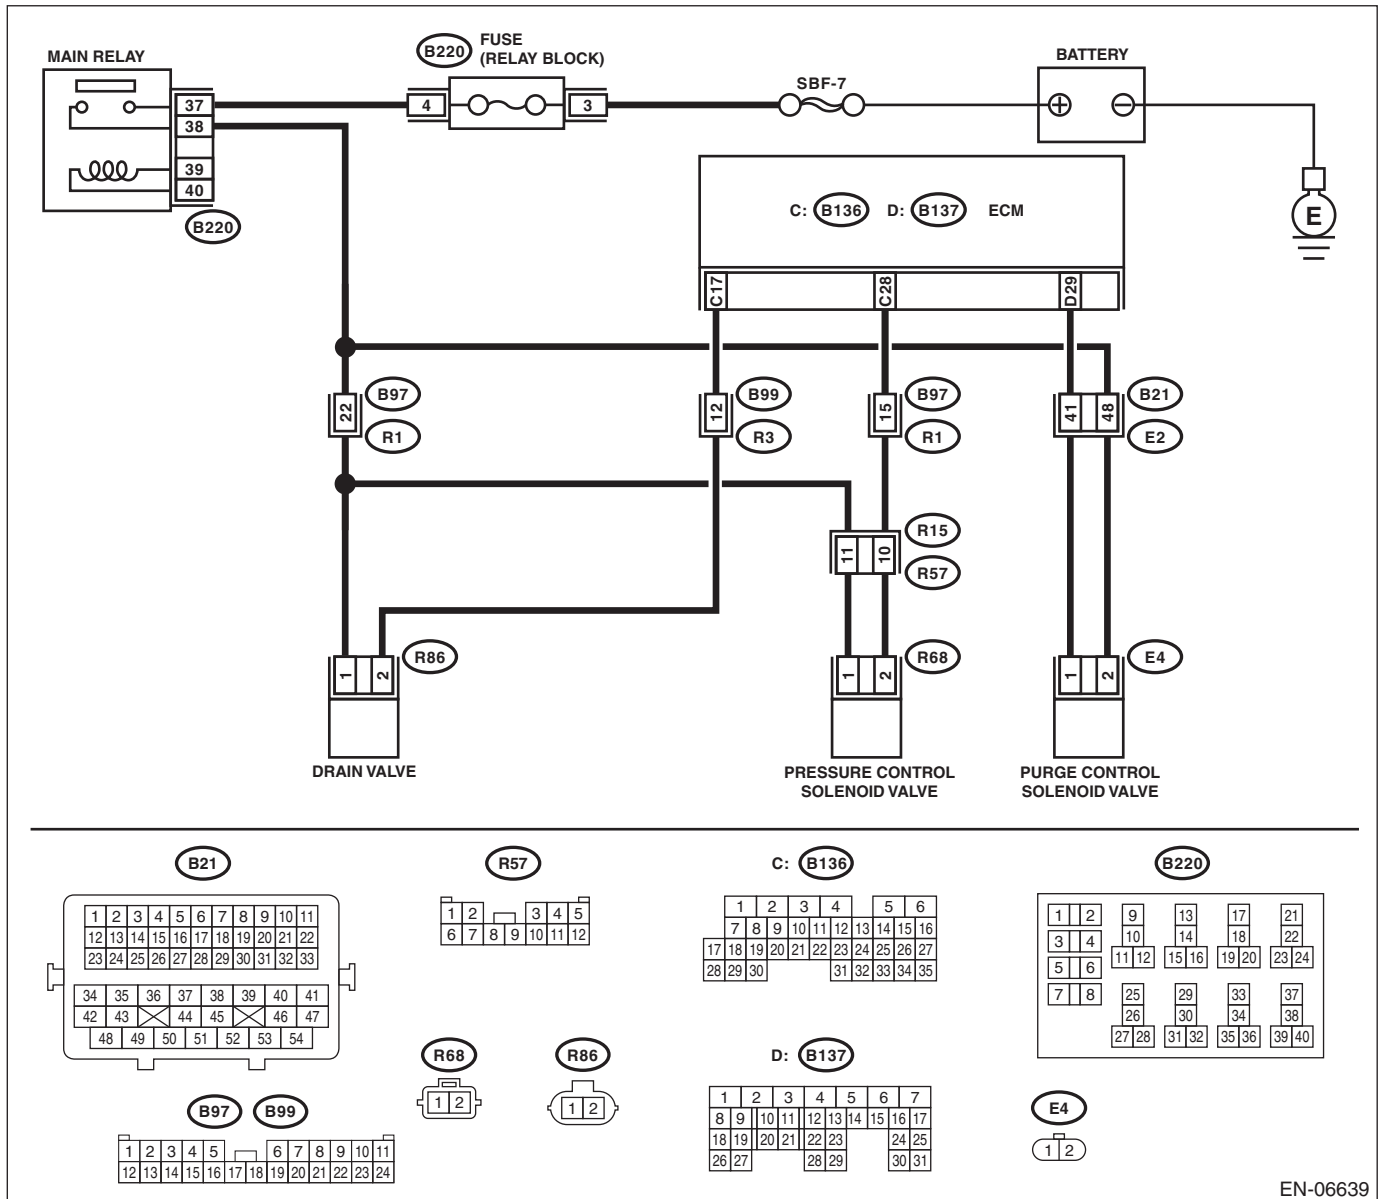 MAIN RELAY
B220
FUSE
(RELAY BLOCK)
SBF-7
BATTERY
37
38
39
40
4
3
B220
E
C: B136 D: B137 ECM
C17
C28
D29
22
B97
R1
12
B99
R3
15
B97
R1
41
48
B21
E2
11
10
R15
R57
1 2
R86
1 2
R68
1 2
E4
DRAIN VALVE
PRESSURE CONTROL
SOLENOID VALVE
PURGE CONTROL
SOLENOID VALVE
B21
1 2 3 4 5 6 7 8 9 10 11
12 13 14 15 16 17 18 19 20 21 22
23 24 25 26 27 28 29 30 31 32 33
34 35 36 37 38 39 40 41
42 43 44 45 46 47
48 49 50 51 52 53 54
B97 B99
1 2 3 4 5 6 7 8 9 10 11
12 13 14 15 16 17 18 19 20 21 22 23 24
R57
1 2 3 4 5
6 7 8 9 10 11 12
R68
1 2
R86
1 2
C: B136
1 2 3 4 5 6
7 8 9 10 11 12 13 14 15 16
17 18 19 20 21 22 23 24 25 26 27
28 29 30 31 32 33 34 35
D: B137
1 2 3 4 5 6 7
8 9 10 11 12 13 14 15 16 17
18 19 20 21 22 23 24 25
26 27 28 29 30 31
B220
1 2
3 4
5 6
7 8
9
10
11 12
13
14
15 16
17
18
19 20
21
22
23 24
25
26
27 28
29
30
31 32
33
34
35 36
37
38
39 40
E4
1 2
EN-06639